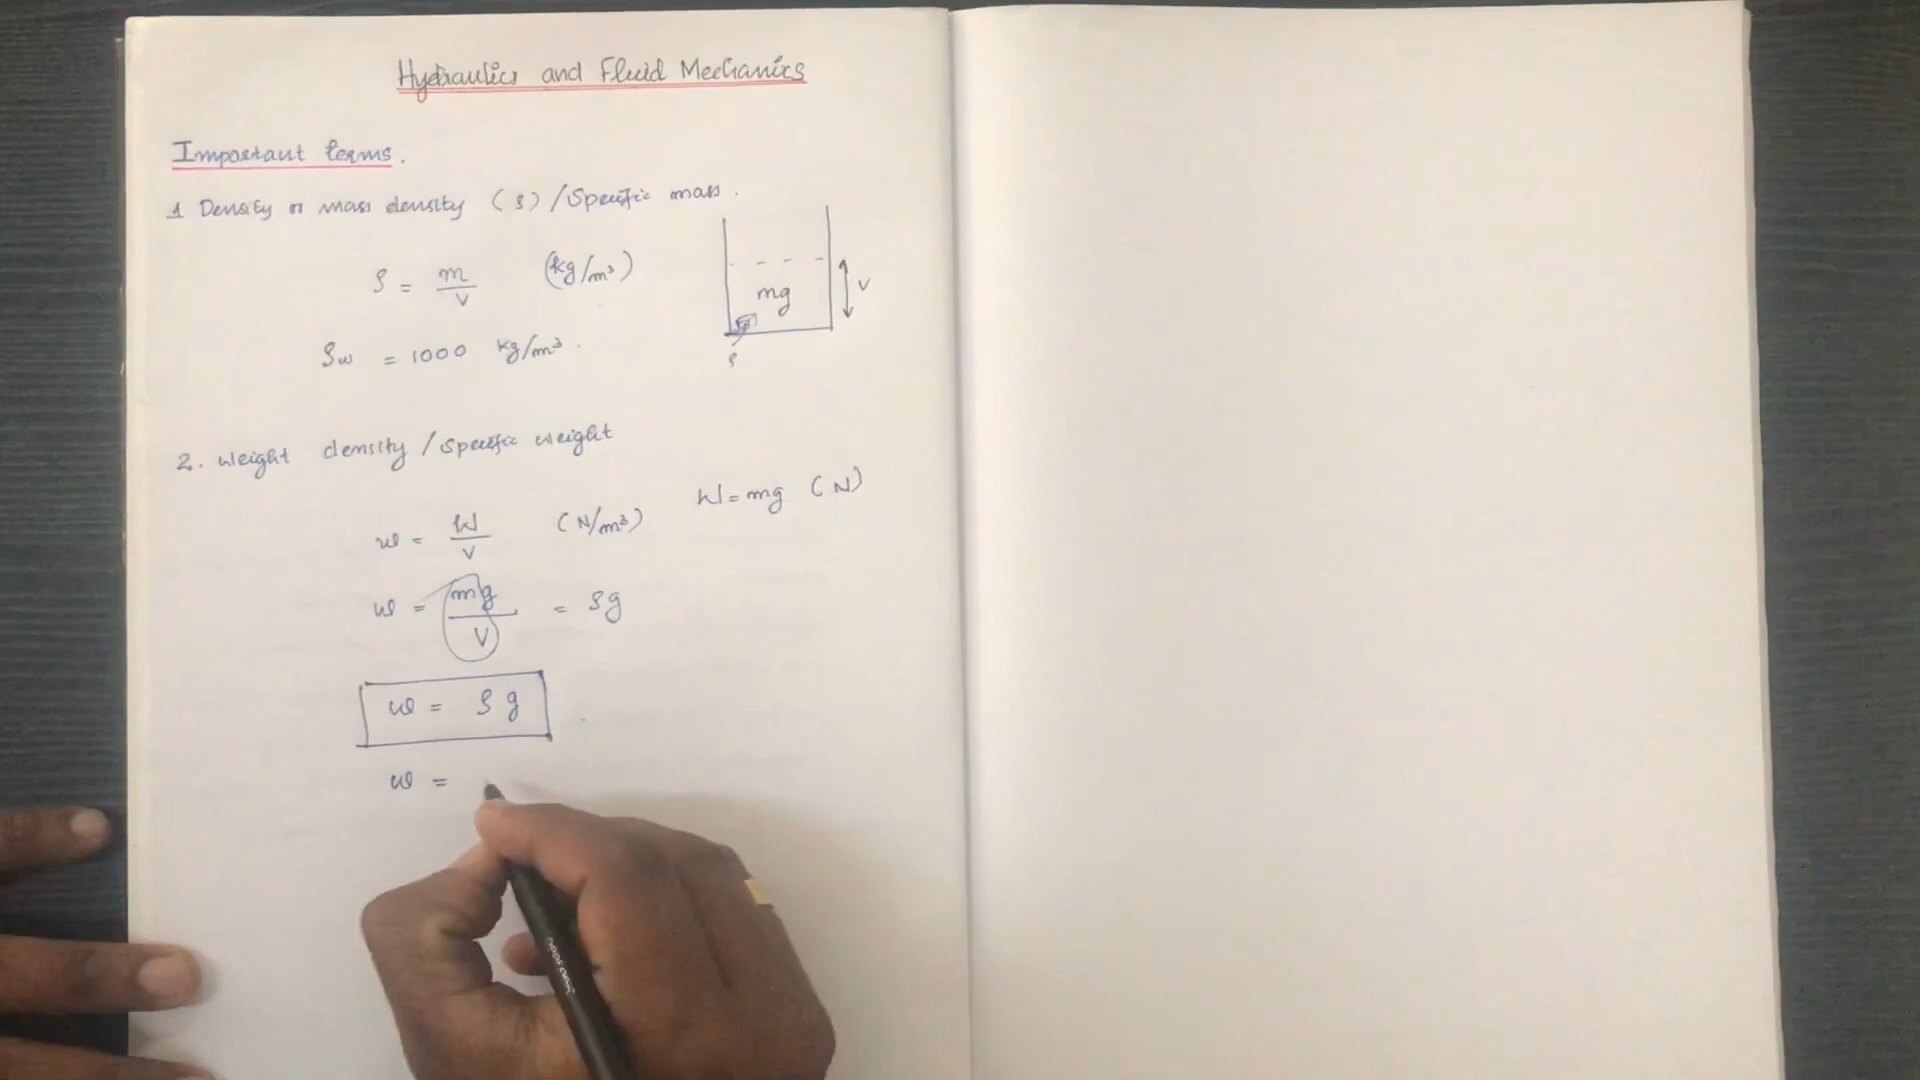 Hydraulics and Fluid Mechanics
Important terms.
1 Density or mass density (ρ) /Specific mass.
ρ = m/V (kg/m³)
mg
V
ρw = 1000 kg/m³.
ρ
2. Weight density /Specific weight
W = mg (N)
w = W/V (N/m³)
w = mg/V = ρg
w = ρ g
w =